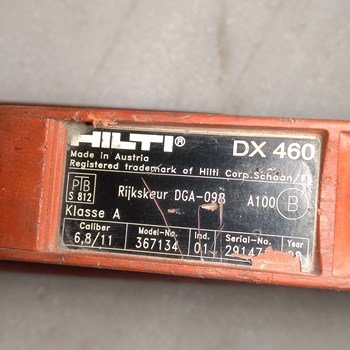 HILTI® DX 460
Made in Austria
Registered trademark of Hilti Corp.Schaan/
PTB S 812 Rijkskeur DGA-098 A100 B
Klasse A
Caliber Model-No. Ind. Serial-No. Year
6,8/11 367134 01